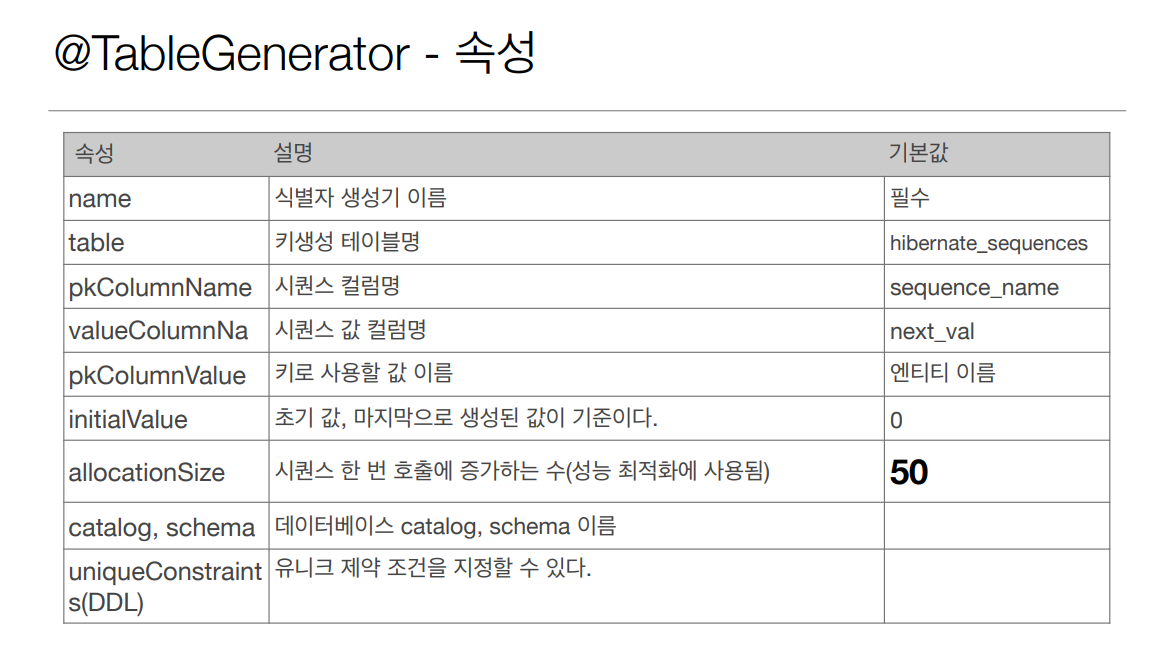 @TableGenerator - 속성
속성 설명 기본값
name 식별자 생성기 이름 필수
table 키생성 테이블명 hibernate_sequences
pkColumnName 시퀀스 컬럼명 sequence_name
valueColumnNa 시퀀스 값 컬럼명 next_val
pkColumnValue 키로 사용할 값 이름 엔티티 이름
initialValue 초기 값, 마지막으로 생성된 값이 기준이다. 0
allocationSize 시퀀스 한 번 호출에 증가하는 수(성능 최적화에 사용됨) 50
catalog, schema 데이터베이스 catalog, schema 이름
uniqueConstraint 유니크 제약 조건을 지정할 수 있다.
s(DDL)